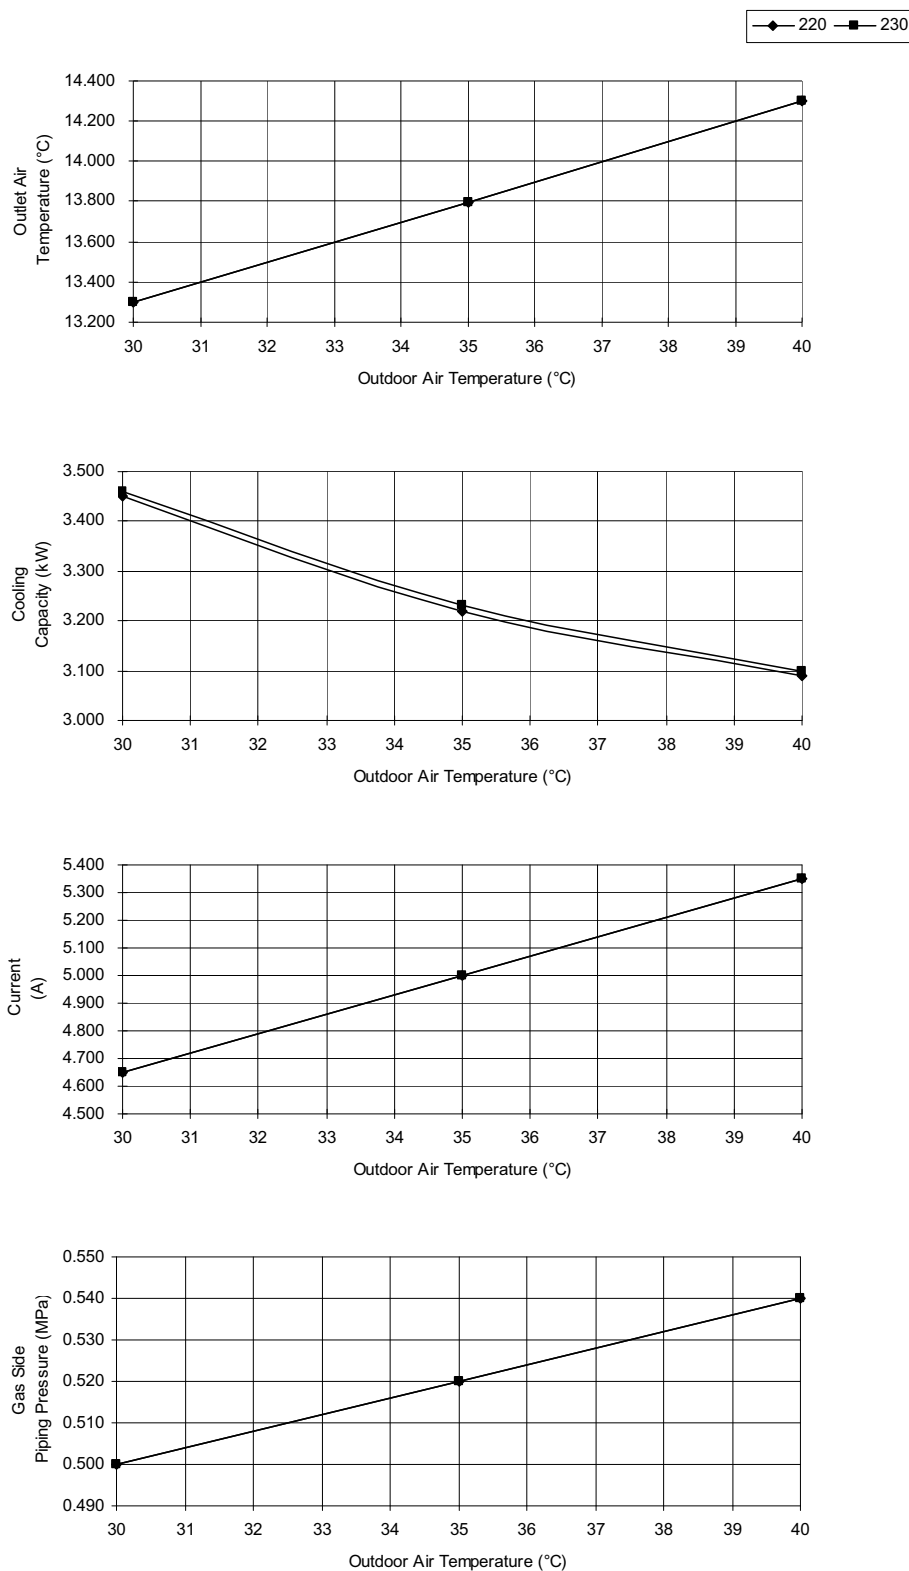 220 230
14.400
14.200
14.000
13.800
13.600
13.400
13.200
Outlet Air
Temperature (°C)
30 31 32 33 34 35 36 37 38 39 40
Outdoor Air Temperature (°C)
3.500
3.400
3.300
3.200
3.100
3.000
Cooling
Capacity (kW)
30 31 32 33 34 35 36 37 38 39 40
Outdoor Air Temperature (°C)
5.400
5.300
5.200
5.100
5.000
4.900
4.800
4.700
4.600
4.500
Current
(A)
30 31 32 33 34 35 36 37 38 39 40
Outdoor Air Temperature (°C)
0.550
0.540
0.530
0.520
0.510
0.500
0.490
Gas Side
Piping Pressure (MPa)
30 31 32 33 34 35 36 37 38 39 40
Outdoor Air Temperature (°C)